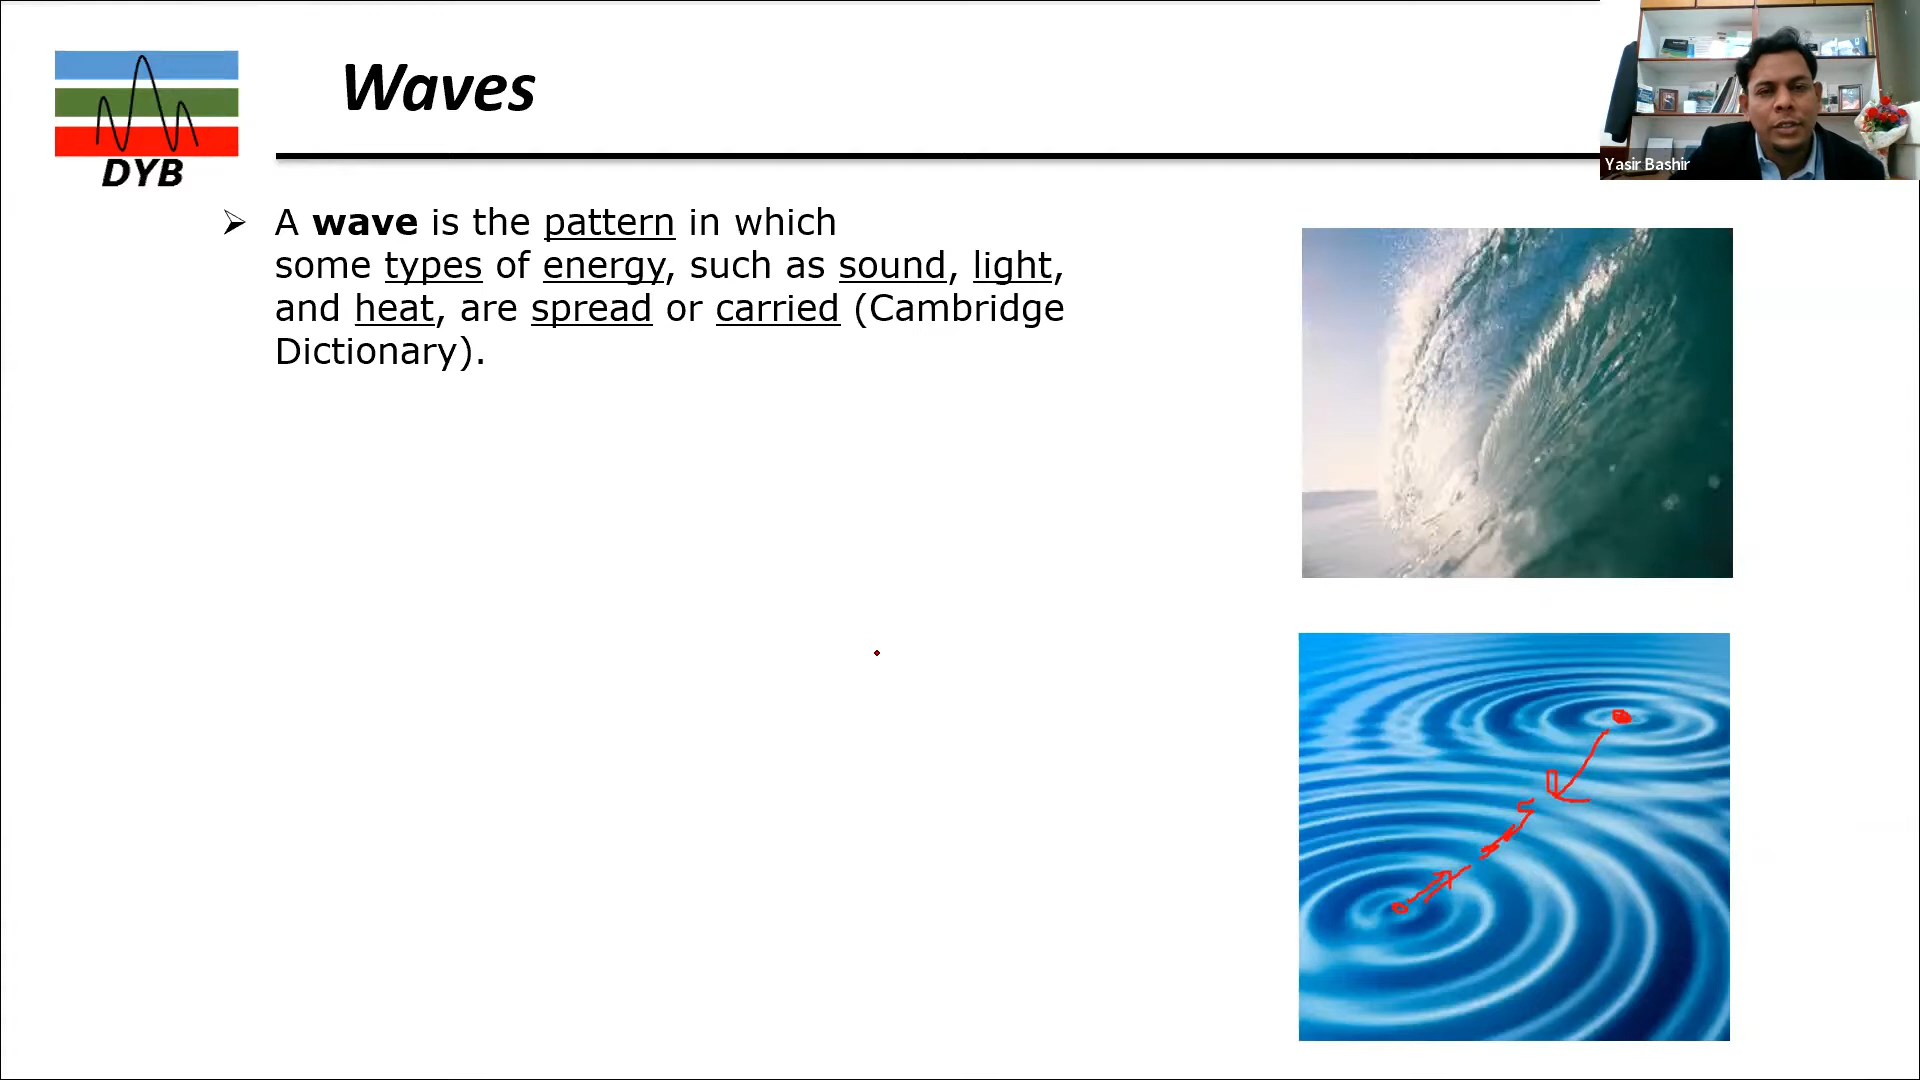 Waves
DYB
Yasir Bashir
➢ A wave is the pattern in which
some types of energy, such as sound, light,
and heat, are spread or carried (Cambridge
Dictionary).